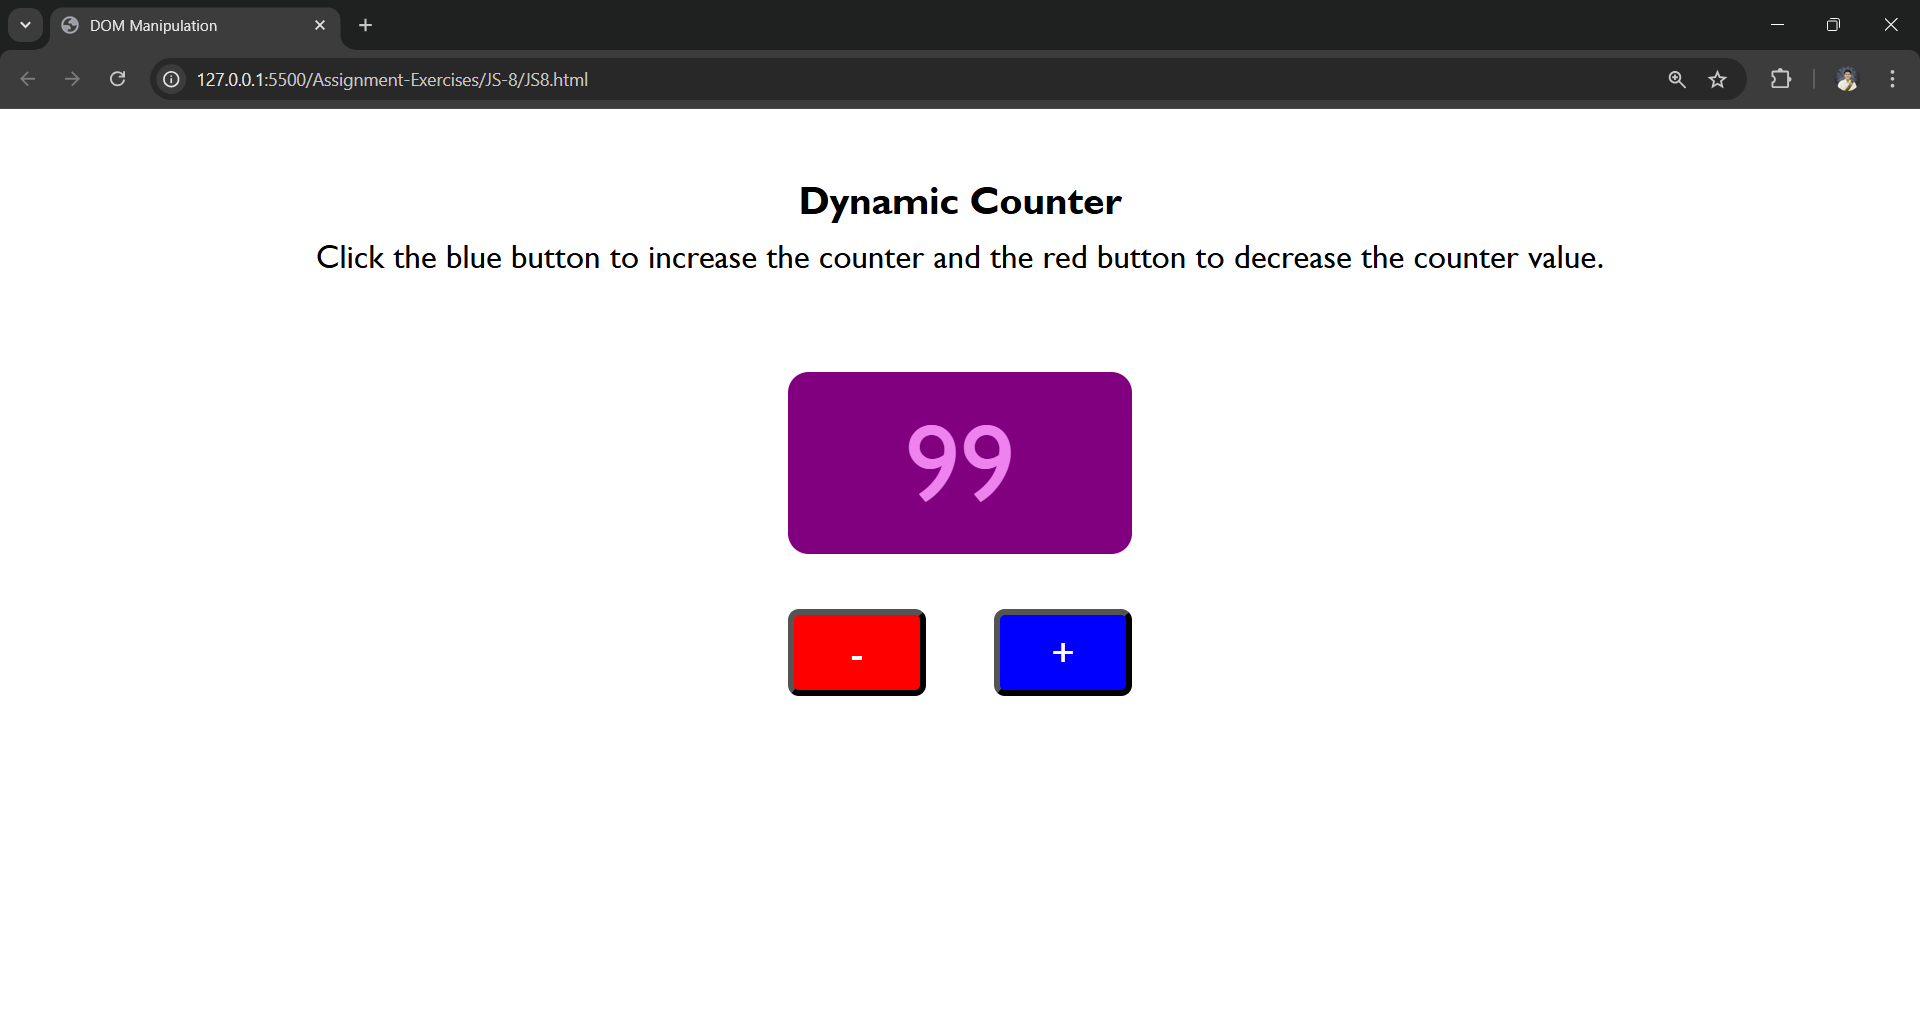 DOM Manipulation
127.0.0.1:5500/Assignment-Exercises/JS-8/JS8.html
Dynamic Counter
Click the blue button to increase the counter and the red button to decrease the counter value.
99
- +